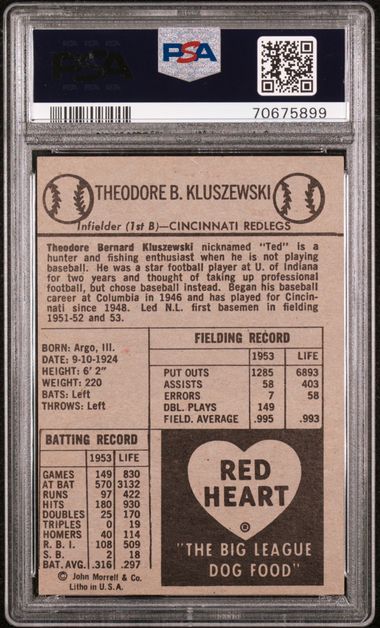 PSA
PSA
70675899
THEODORE B. KLUSZEWSKI
Infielder (1st B)—CINCINNATI REDLEGS
Theodore Bernard Kluszewski nicknamed "Ted" is a
hunter and fishing enthusiast when he is not playing
baseball. He was a star football player at U. of Indiana
for two years and thought of taking up professional
football, but chose baseball instead. Began his baseball
career at Columbia in 1946 and has played for Cincin-
nati since 1948. Led N.L. first basemen in fielding
1951-52 and 53.
BORN: Argo, Ill.
DATE: 9-10-1924
HEIGHT: 6' 2"
WEIGHT: 220
BATS: Left
THROWS: Left
FIELDING RECORD
1953 LIFE
PUT OUTS 1285 6893
ASSISTS 58 403
ERRORS 7 58
DBL. PLAYS 149
FIELD. AVERAGE .995 .993
BATTING RECORD
1953 LIFE
GAMES 149 830
AT BAT 570 3132
RUNS 97 422
HITS 180 930
DOUBLES 25 170
TRIPLES 0 19
HOMERS 40 114
R. B. I. 108 509
S. B. 2 18
BAT. AVG. .316 .297
© John Morrell & Co.
Litho in U.S.A.
RED
HEART
"THE BIG LEAGUE
DOG FOOD"